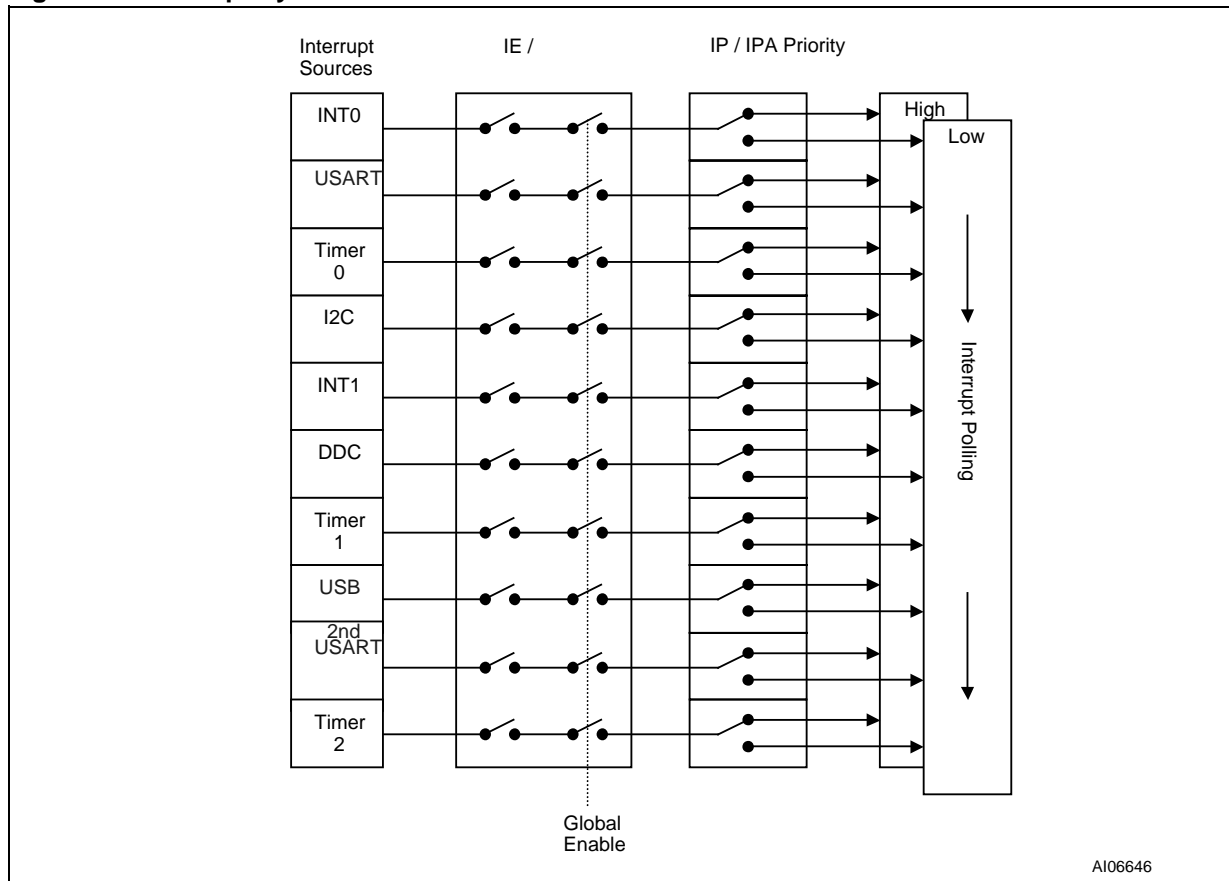 Interrupt
Sources
IE /
IP / IPA Priority
INT0
USART
Timer
0
I2C
INT1
DDC
Timer
1
USB
2nd
USART
Timer
2
High
Low
Interrupt Polling
Global
Enable
AI06646